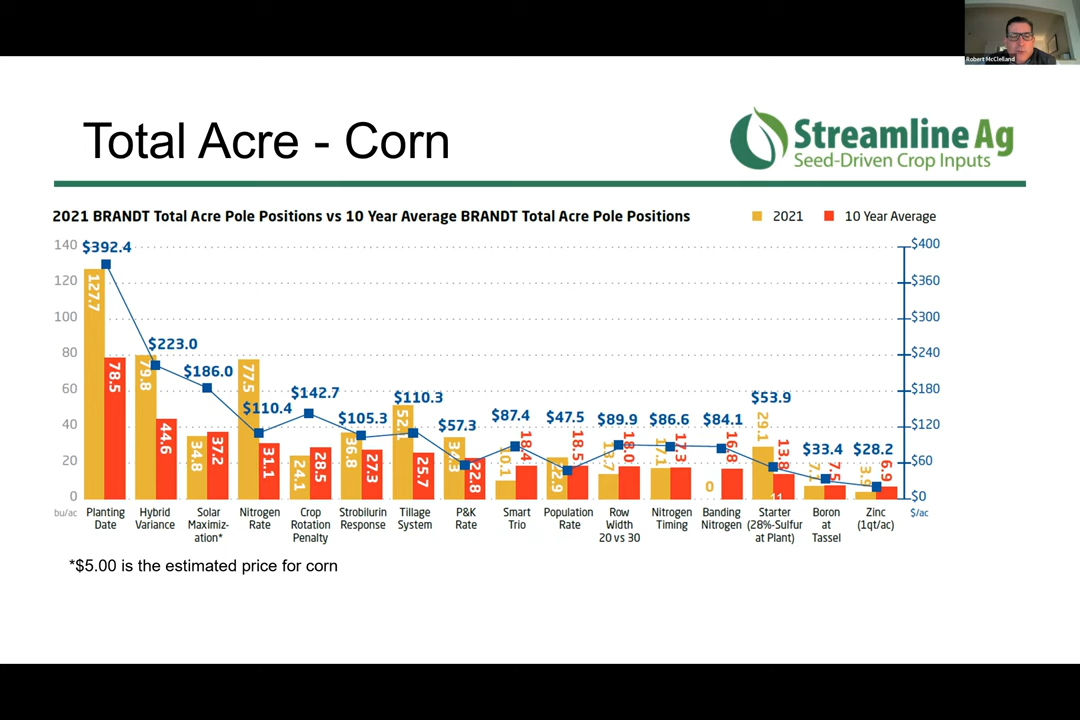 Robert McClelland
Total Acre - Corn
Streamline Ag
Seed-Driven Crop Inputs
2021 BRANDT Total Acre Pole Positions vs 10 Year Average BRANDT Total Acre Pole Positions
2021
10 Year Average
140
120
100
80
60
40
20
0
bu/ac
$392.4
$223.0
$186.0
$110.4
$142.7
$105.3
$110.3
$57.3
$87.4
$47.5
$89.9
$86.6
$84.1
$53.9
$33.4
$28.2
127.7
78.5
79.8
44.6
34.8
37.2
77.5
31.1
24.1
28.5
36.8
27.3
25.7
22.8
10.1
18.4
22.9
18.5
13.7
18.0
17.1
17.3
0
16.8
29.1
13.8
11
7.5
3.9
6.9
$400
$360
$300
$240
$180
$120
$60
$0
$/ac
Planting
Date
Hybrid
Variance
Solar
Maximiz-
ation*
Nitrogen
Rate
Crop
Rotation
Penalty
Strobilurin
Response
Tillage
System
P&K
Rate
Smart
Trio
Population
Rate
Row
Width
20 vs 30
Nitrogen
Timing
Banding
Nitrogen
Starter
(28%-Sulfur
at Plant)
Boron
at
Tassel
Zinc
(1qt/ac)
*$5.00 is the estimated price for corn